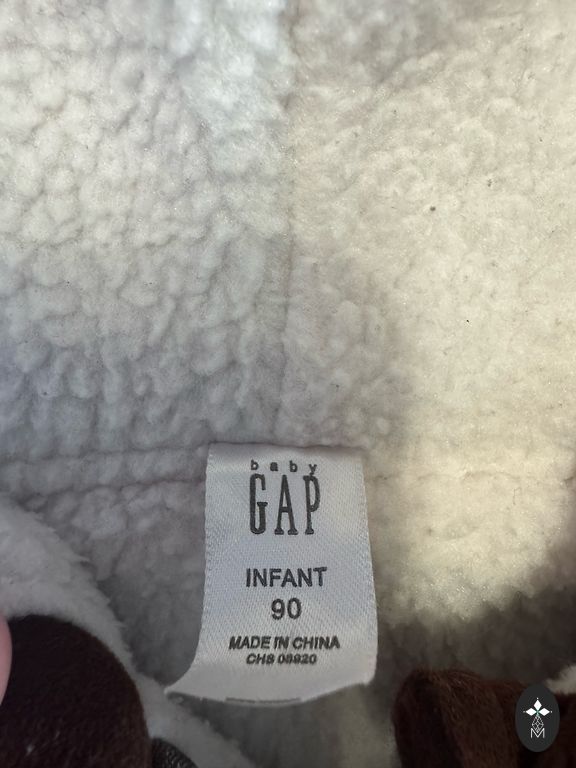 baby
GAP
INFANT
90
MADE IN CHINA
CHS 08920